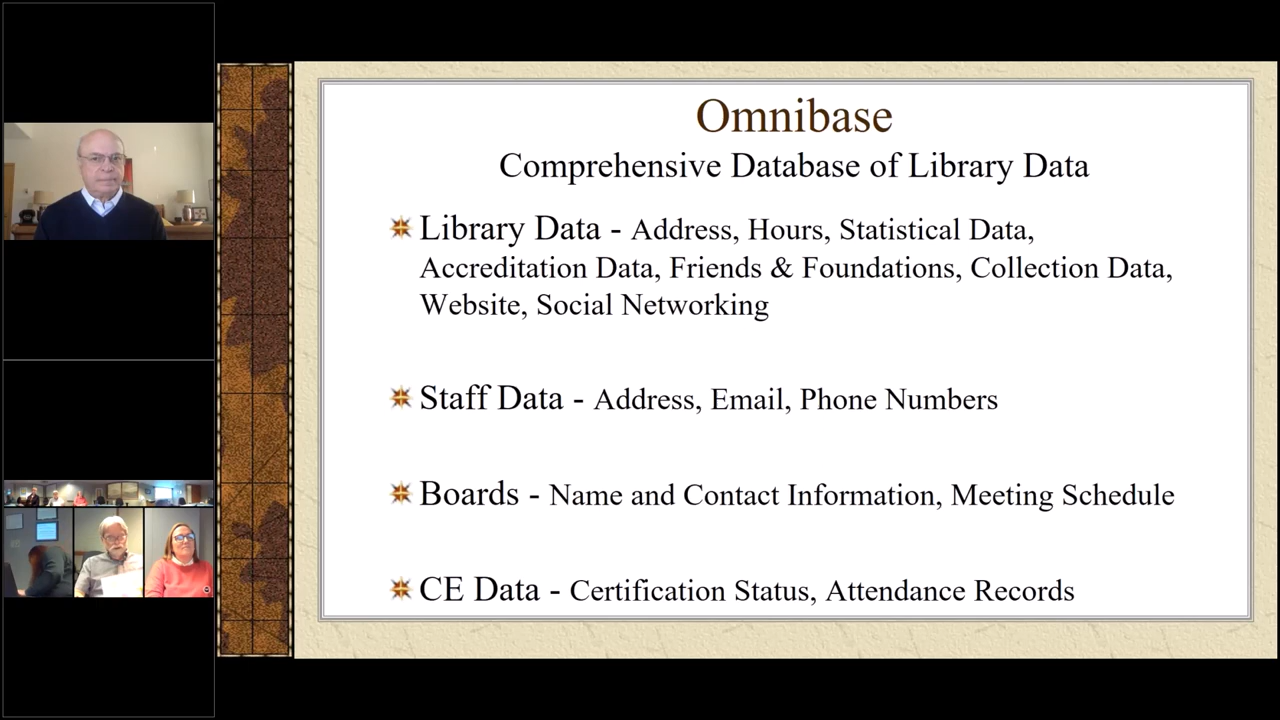 Omnibase
Comprehensive Database of Library Data
Library Data - Address, Hours, Statistical Data,
Accreditation Data, Friends & Foundations, Collection Data,
Website, Social Networking
Staff Data - Address, Email, Phone Numbers
Boards - Name and Contact Information, Meeting Schedule
CE Data - Certification Status, Attendance Records